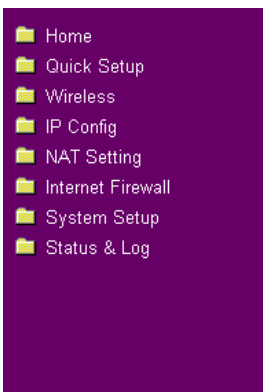 Home
Quick Setup
Wireless
IP Config
NAT Setting
Internet Firewall
System Setup
Status & Log